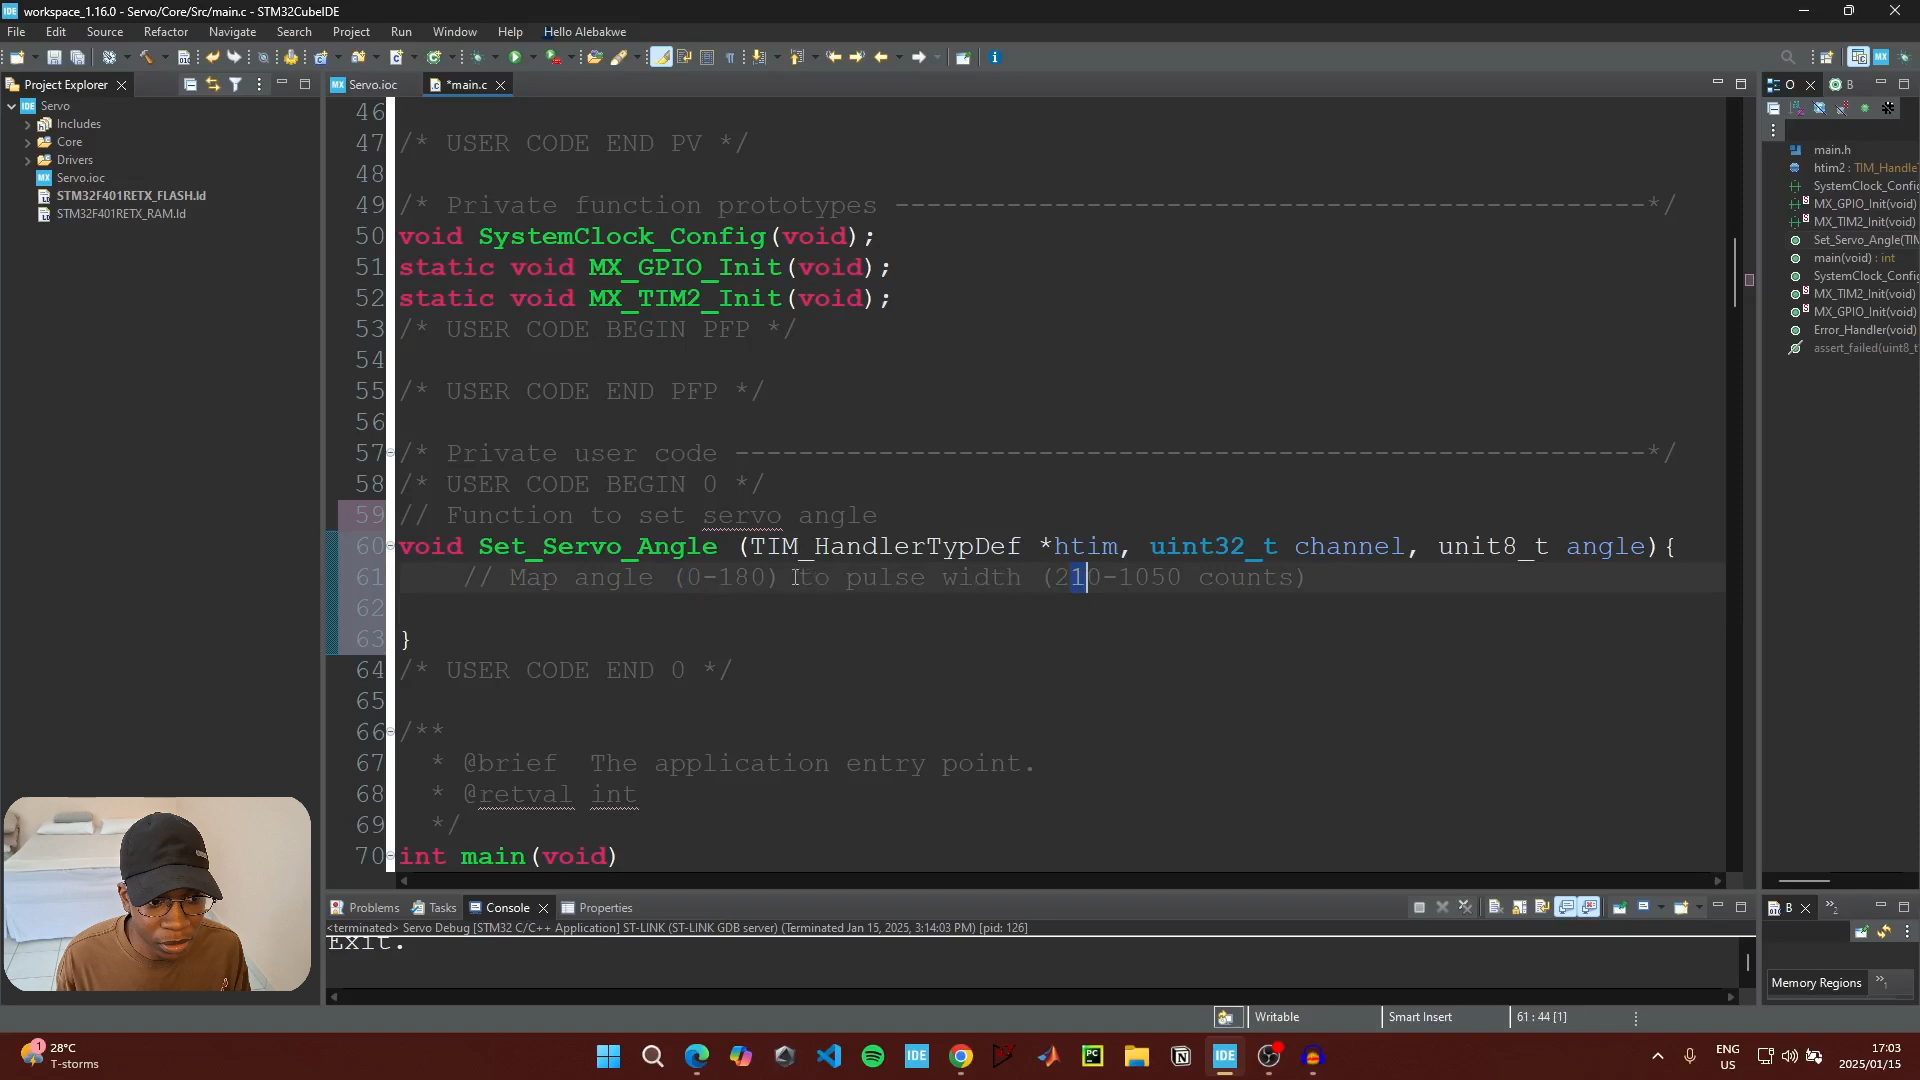 workspace_1.16.0 - Servo/Core/Src/main.c - STM32CubeIDE
File Edit Source Refactor Navigate Search Project Run Window Help Hello Alebakwe
Project Explorer
Servo
Includes
Core
Drivers
Servo.ioc
STM32F401RETX_FLASH.ld
STM32F401RETX_RAM.ld
Servo.ioc *main.c
46
47 /* USER CODE END PV */
48
49 /* Private function prototypes -----------------------------------------------*/
50 void SystemClock_Config(void);
51 static void MX_GPIO_Init(void);
52 static void MX_TIM2_Init(void);
53 /* USER CODE BEGIN PFP */
54
55 /* USER CODE END PFP */
56
57 /* Private user code ---------------------------------------------------------*/
58 /* USER CODE BEGIN 0 */
59 // Function to set servo angle
60 void Set_Servo_Angle (TIM_HandlerTypDef *htim, uint32_t channel, unit8_t angle){
61 // Map angle (0-180) to pulse width (210-1050 counts)
62
63 }
64 /* USER CODE END 0 */
65
66 /**
67 * @brief The application entry point.
68 * @retval int
69 */
70 int main(void)
O B
main.h
htim2 : TIM_Handle
SystemClock_Config
MX_GPIO_Init(void)
MX_TIM2_Init(void)
Set_Servo_Angle(TIM
main(void) : int
SystemClock_Config
MX_TIM2_Init(void)
MX_GPIO_Init(void)
Error_Handler(void)
assert_failed(uint8_t
Problems Tasks Console Properties
<terminated> Servo Debug [STM32 C/C++ Application] ST-LINK (ST-LINK GDB server) (Terminated Jan 15, 2025, 3:14:03 PM) [pid: 126]
Exit.
B
Memory Regions
Writable Smart Insert 61 : 44 [1]
28°C
T-storms
ENG
US
17:03
2025/01/15